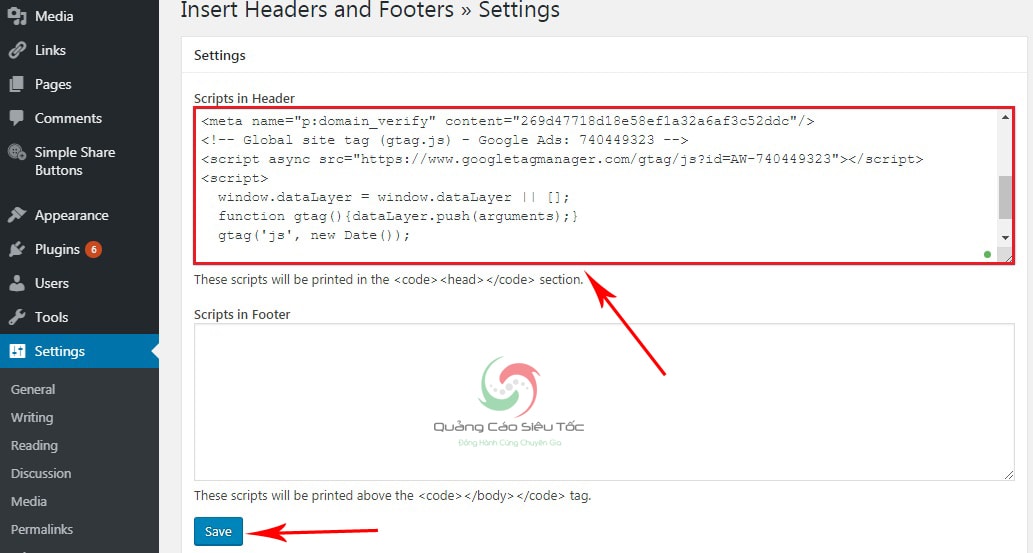 Insert Headers and Footers » Settings
Media
Links
Pages
Comments
Simple Share
Buttons
Appearance
Plugins 6
Users
Tools
Settings
General
Writing
Reading
Discussion
Media
Permalinks
Settings
Scripts in Header
<meta name="p:domain_verify" content="269d47718d18e58ef1a32a6af3c52ddc"/>
<!-- Global site tag (gtag.js) - Google Ads: 740449323 -->
<script async src="https://www.googletagmanager.com/gtag/js?id=AW-740449323"></script>
<script>
  window.dataLayer = window.dataLayer || [];
  function gtag(){dataLayer.push(arguments);}
  gtag('js', new Date());
These scripts will be printed in the <code><head></code> section.
Scripts in Footer
Quảng Cáo Siêu Tốc
Đồng Hành Cùng Chuyên Gia
These scripts will be printed above the <code></body></code> tag.
Save